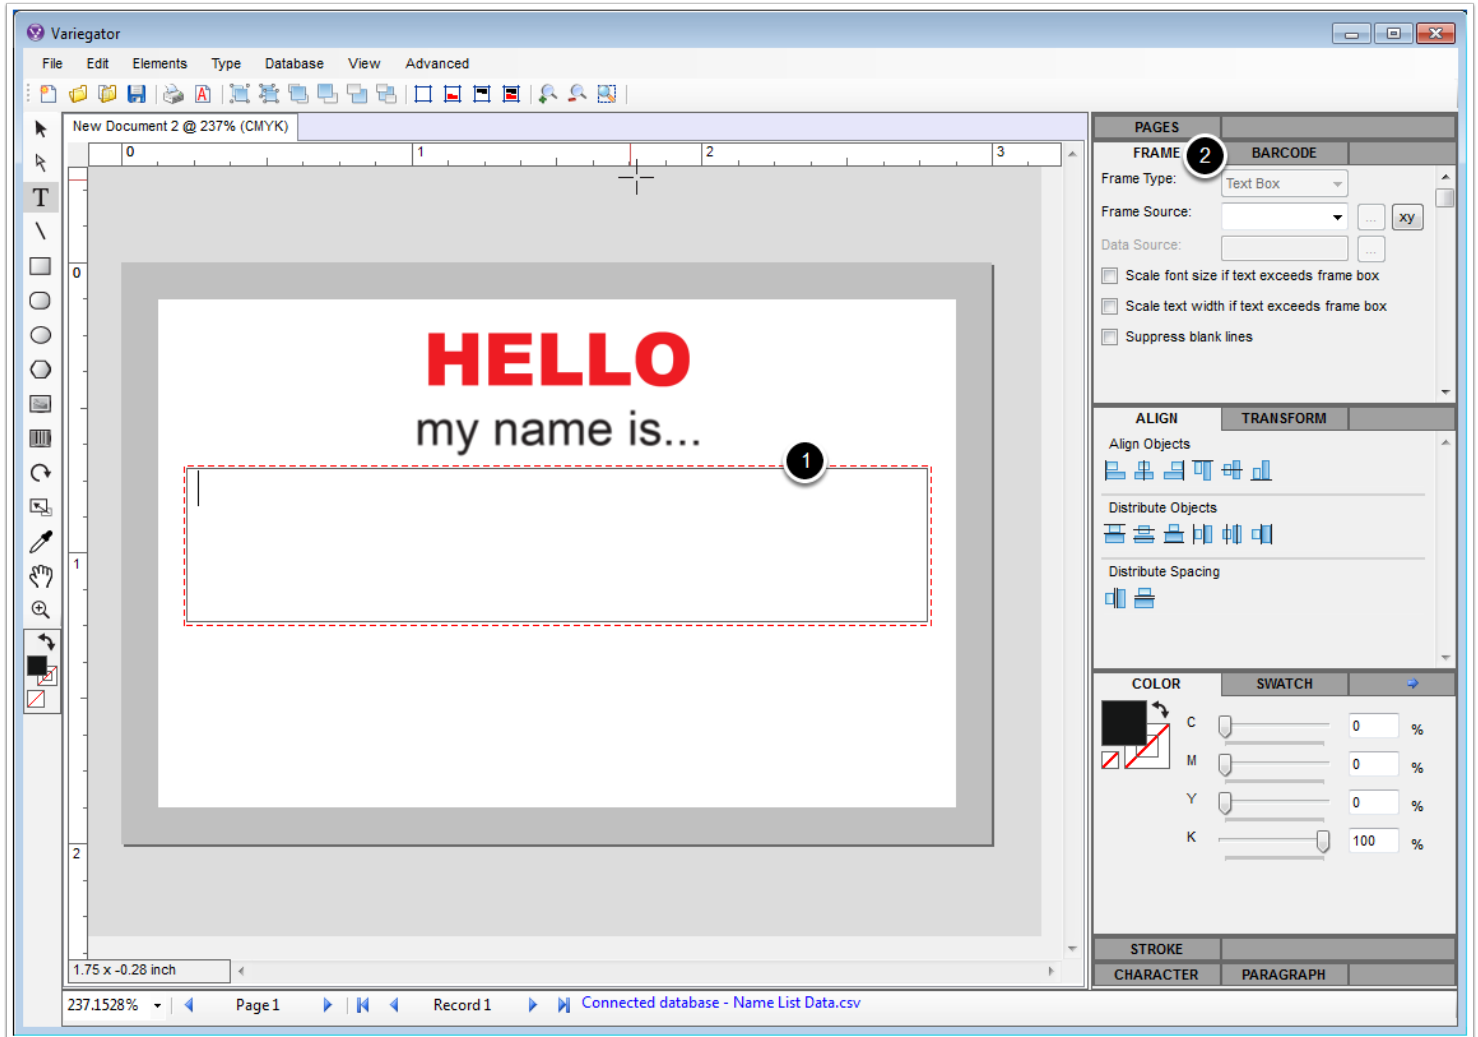 Variegator
File Edit Elements Type Database View Advanced
New Document 2 @ 237% (CMYK)
0 1 2 3
0
1
2
HELLO
my name is...
1
1.75 x -0.28 inch
237.1528% Page 1 Record 1 Connected database - Name List Data.csv
T
PAGES
FRAME 2 BARCODE
Frame Type: Text Box
Frame Source: ... xy
Data Source: ...
Scale font size if text exceeds frame box
Scale text width if text exceeds frame box
Suppress blank lines
ALIGN TRANSFORM
Align Objects
Distribute Objects
Distribute Spacing
COLOR SWATCH
C 0 %
M 0 %
Y 0 %
K 100 %
STROKE
CHARACTER PARAGRAPH